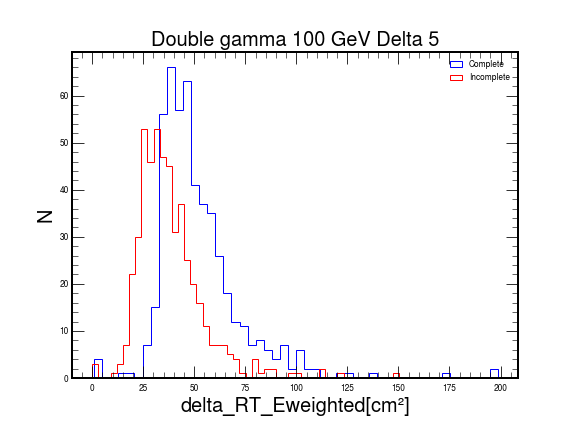 Double gamma 100 GeV Delta 5
Complete
Incomplete
N
60
50
40
30
20
10
0
0 25 50 75 100 125 150 175 200
delta_RT_Eweighted[cm²]